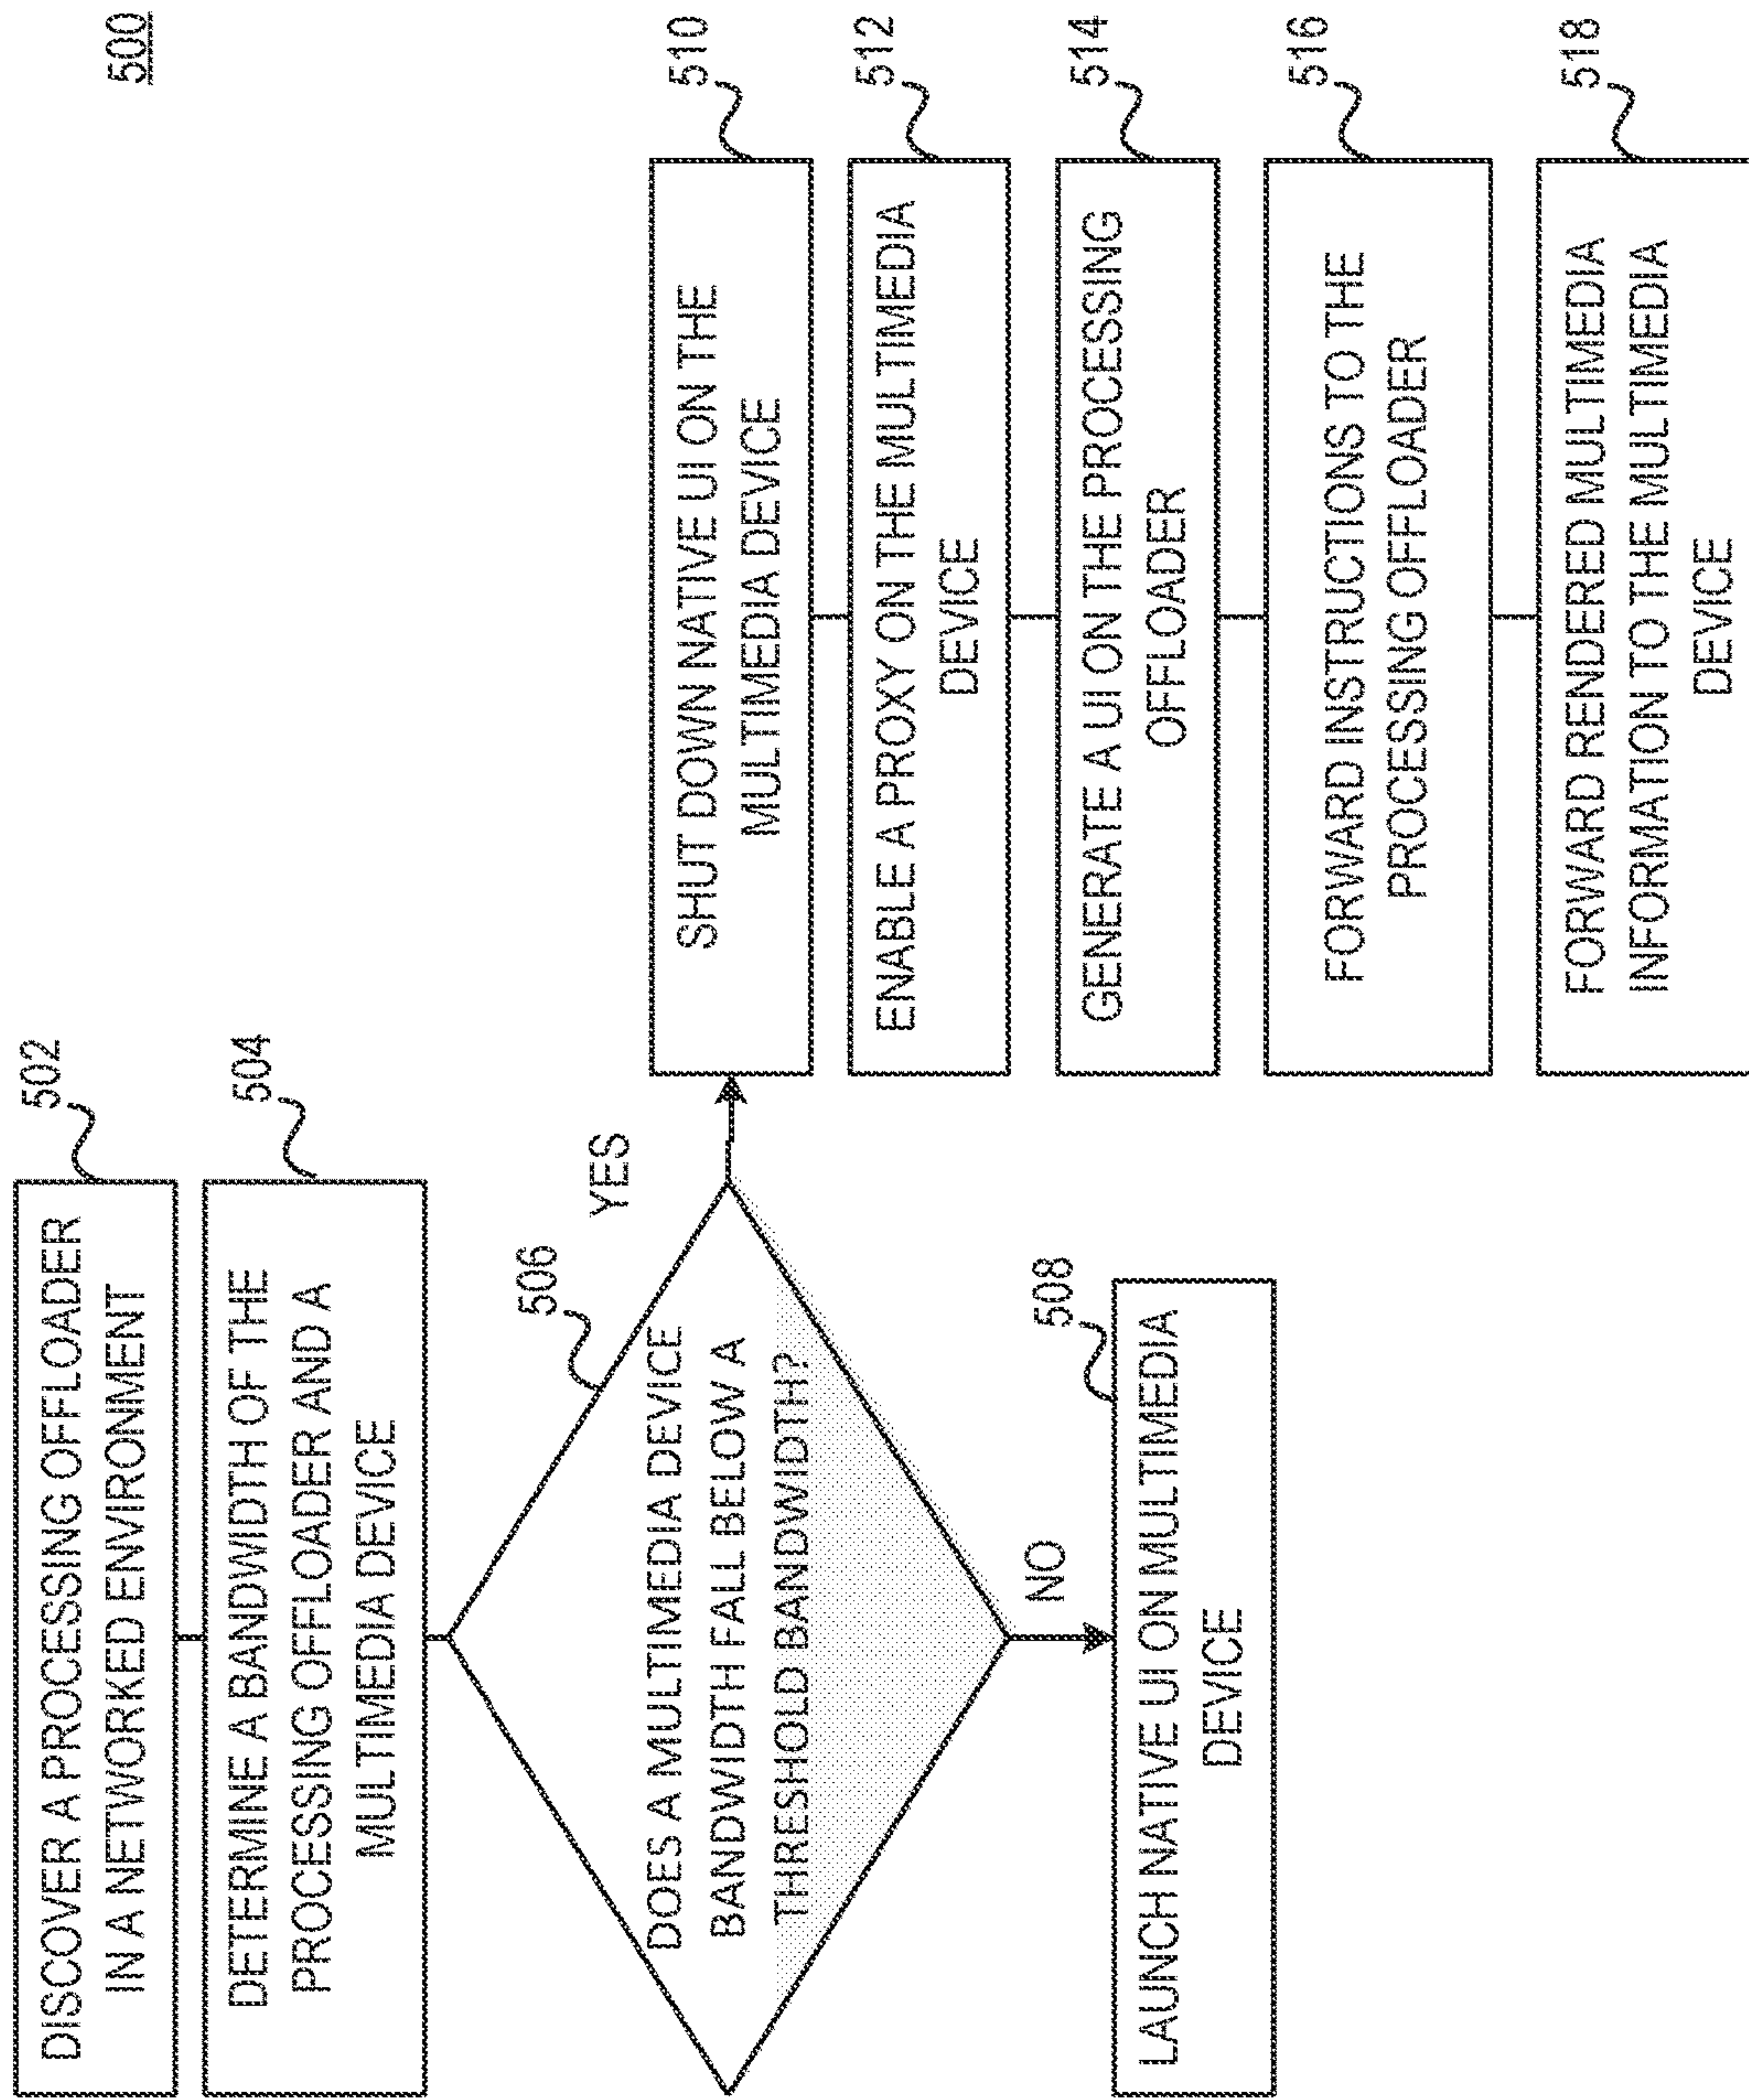 500
502
DISCOVER A PROCESSING OFFLOADER
IN A NETWORKED ENVIRONMENT
504
DETERMINE A BANDWIDTH OF THE
PROCESSING OFFLOADER AND A
MULTIMEDIA DEVICE
506
DOES A MULTIMEDIA DEVICE
BANDWIDTH FALL BELOW A
THRESHOLD BANDWIDTH?
YES
NO
508
LAUNCH NATIVE UI ON MULTIMEDIA
DEVICE
510
SHUT DOWN NATIVE UI ON THE
MULTIMEDIA DEVICE
512
ENABLE A PROXY ON THE MULTIMEDIA
DEVICE
514
GENERATE A UI ON THE PROCESSING
OFFLOADER
516
FORWARD INSTRUCTIONS TO THE
PROCESSING OFFLOADER
518
FORWARD RENDERED MULTIMEDIA
INFORMATION TO THE MULTIMEDIA
DEVICE